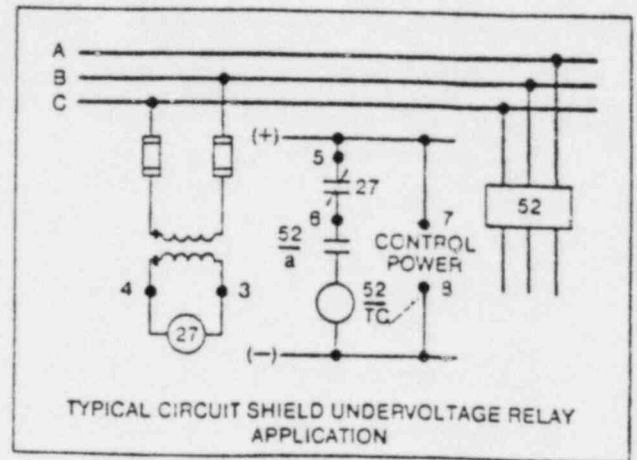 A
B
C
(+)
5
27
6
52
a
52
TC
7
CONTROL
POWER
8
52
4
3
27
(—)
TYPICAL CIRCUIT SHIELD UNDERVOLTAGE RELAY
APPLICATION